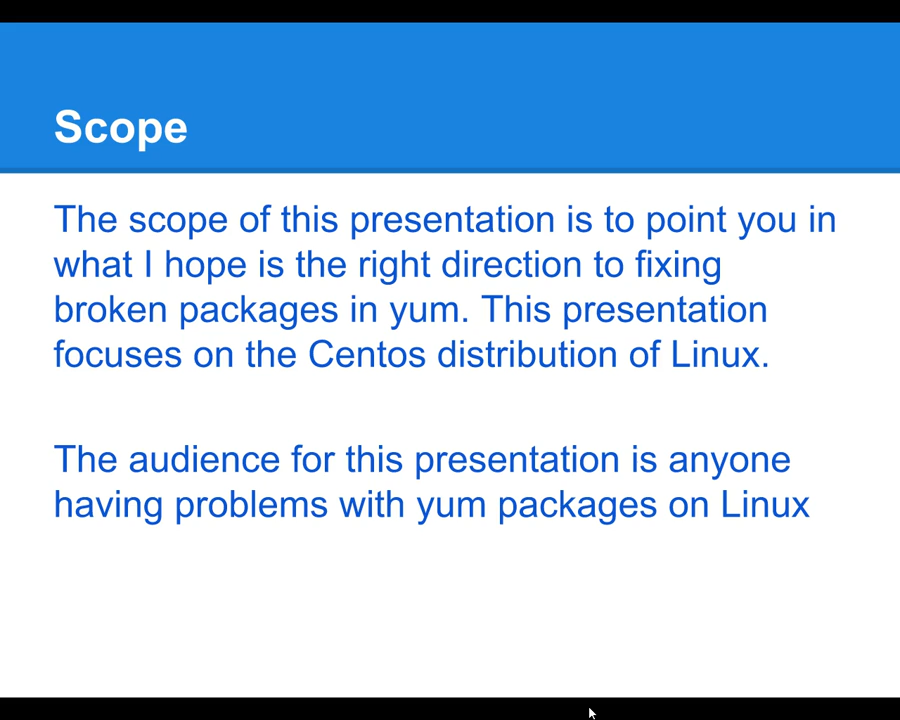 Scope
The scope of this presentation is to point you in
what I hope is the right direction to fixing
broken packages in yum. This presentation
focuses on the Centos distribution of Linux.
The audience for this presentation is anyone
having problems with yum packages on Linux